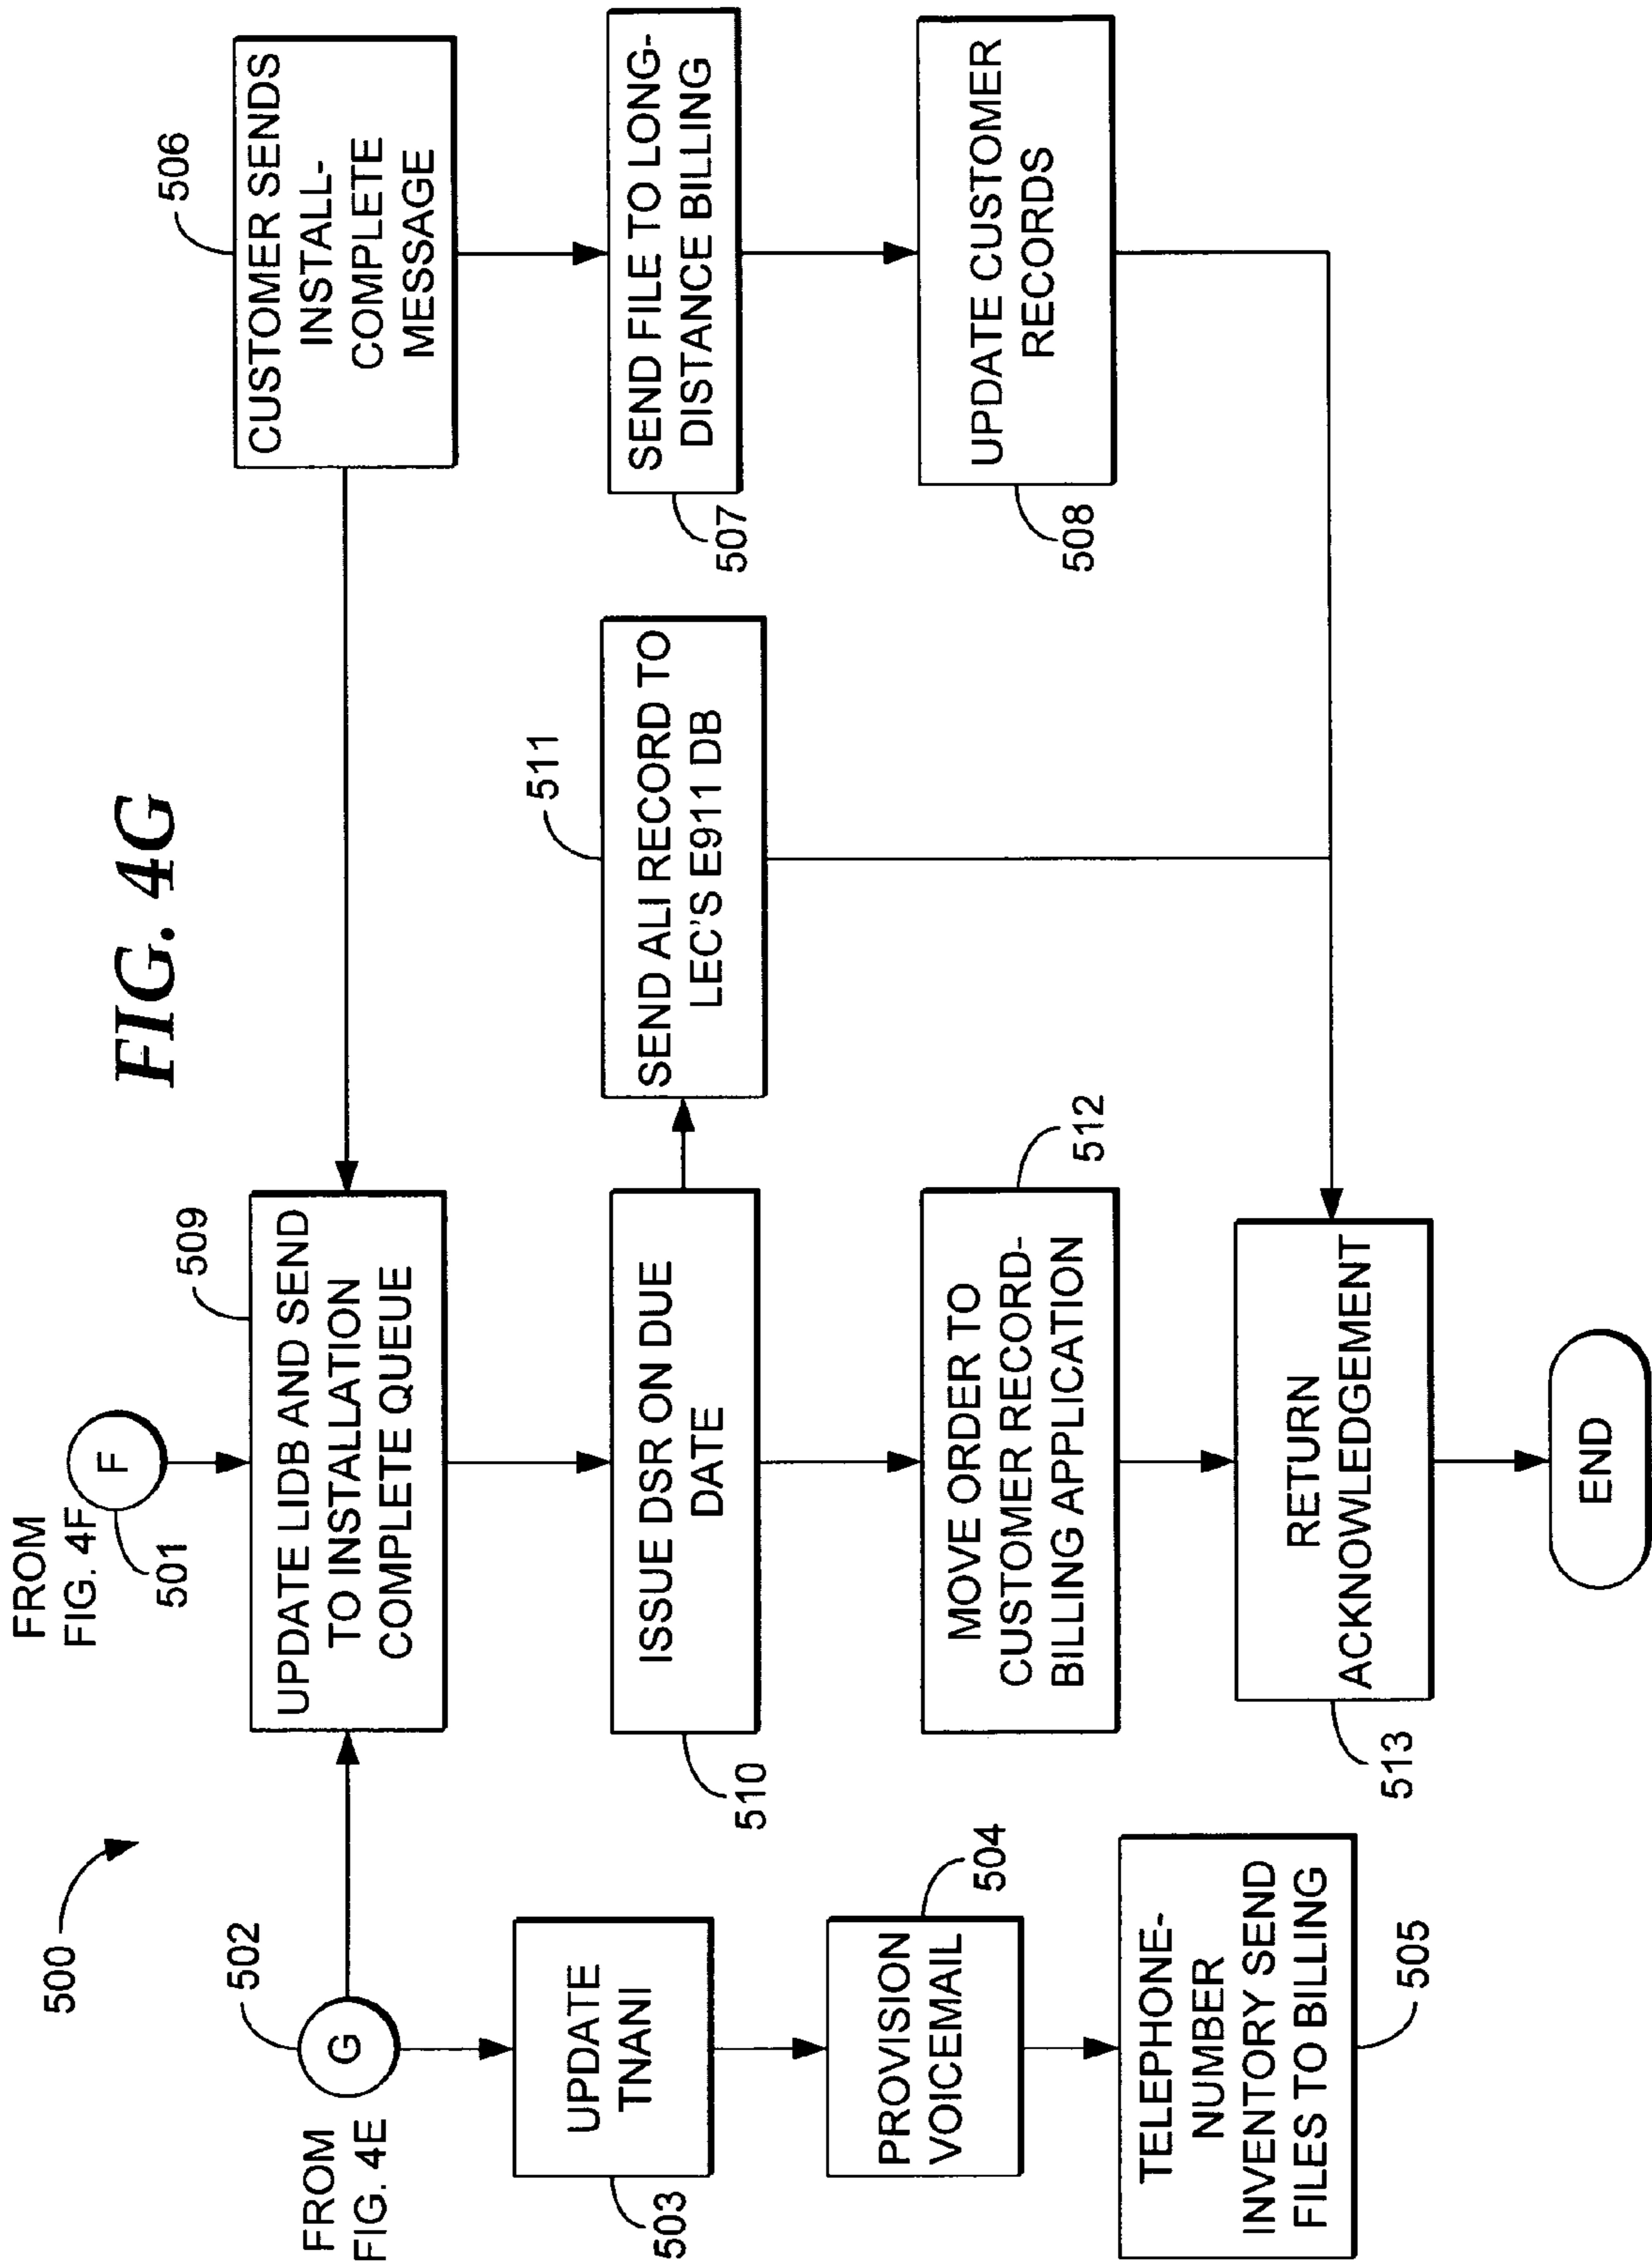 FIG. 4G
500
FROM
FIG. 4F
F
501
FROM
FIG. 4E
G
502
UPDATE
TNANI
503
PROVISION
VOICEMAIL
504
TELEPHONE-
NUMBER
INVENTORY SEND
FILES TO BILLING
505
CUSTOMER SENDS
INSTALL-
COMPLETE
MESSAGE
506
SEND FILE TO LONG-
DISTANCE BILLING
507
UPDATE CUSTOMER
RECORDS
508
UPDATE LIDB AND SEND
TO INSTALLATION
COMPLETE QUEUE
509
ISSUE DSR ON DUE
DATE
510
SEND ALI RECORD TO
LEC'S E911 DB
511
MOVE ORDER TO
CUSTOMER RECORD-
BILLING APPLICATION
512
RETURN
ACKNOWLEDGEMENT
513
END